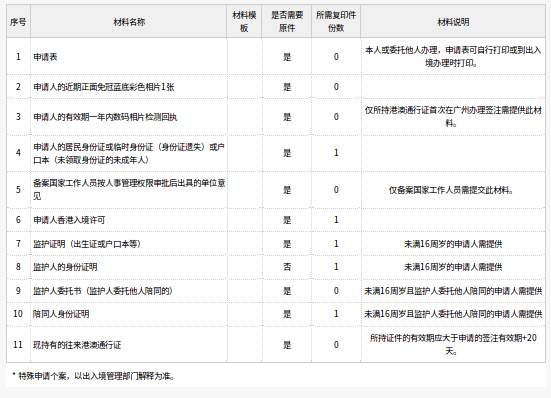 序号 材料名称 材料模板 是否需要原件 所需复印件份数 材料说明
1 申请表 是 0 本人或委托他人办理，申请表可自行打印或到出入境办理时打印。
2 申请人的近期正面免冠蓝底彩色相片1张 是 0
3 申请人的有效期一年内数码相片检测回执 是 0 仅所持港澳通行证首次在广州办理签注需提供此材料。
4 申请人的居民身份证或临时身份证（身份证遗失）或户口本（未领取身份证的未成年人） 是 1
5 备案国家工作人员按人事管理权限审批后出具的单位意见 是 0 仅备案国家工作人员需提交此材料。
6 申请人香港入境许可 是 1
7 监护证明（出生证或户口本等） 是 1 未满16周岁的申请人需提供
8 监护人的身份证明 否 1 未满16周岁的申请人需提供
9 监护人委托书（监护人委托他人陪同的） 是 0 未满16周岁且监护人委托他人陪同的申请人需提供
10 陪同人身份证明 是 1 未满16周岁且监护人委托他人陪同的申请人需提供
11 现持有的往来港澳通行证 是 0 所持证件的有效期应大于申请的签注有效期+20天。
* 特殊申请个案，以出入境管理部门解释为准。